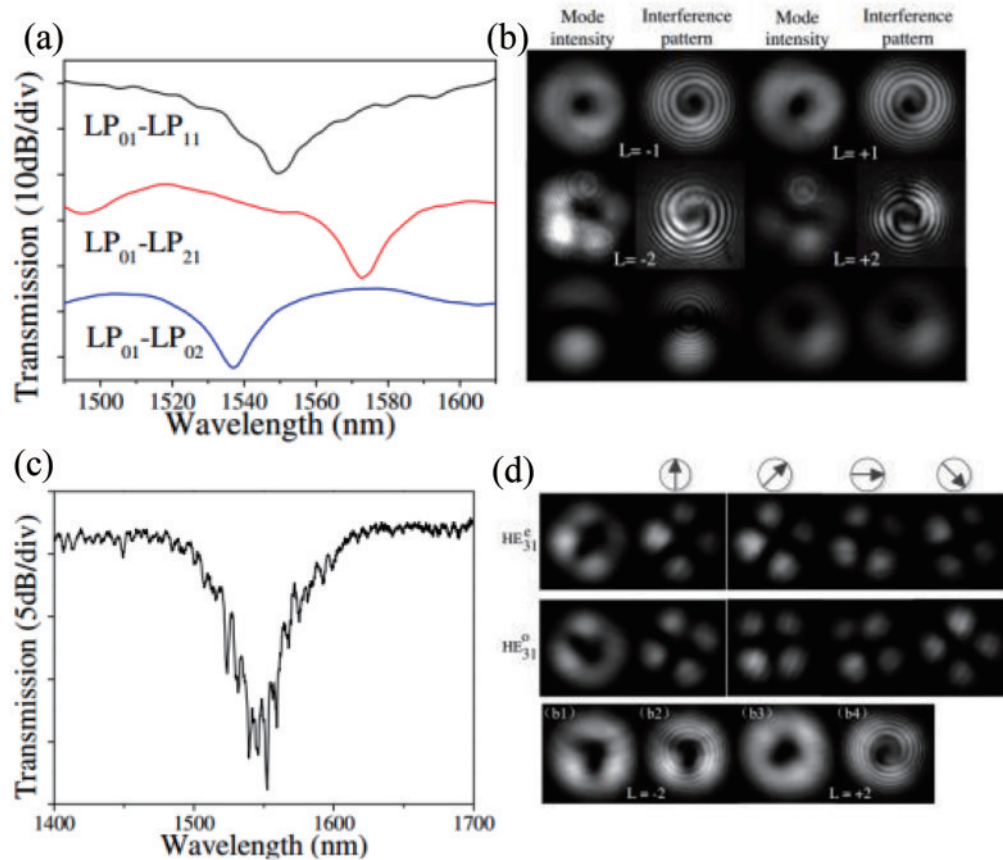 (a)
Transmission (10dB/div)
LP01-LP11
LP01-LP21
LP01-LP02
1500 1520 1540 1560 1580 1600
Wavelength (nm)
(b)
Mode intensity Interference pattern Mode intensity Interference pattern
L= -1 L= +1
L= -2 L= +2
(c)
Transmission (5dB/div)
1400 1500 1600 1700
Wavelength (nm)
(d)
HE31e
HE31o
(b1) (b2) (b3) (b4)
L = -2 L = +2